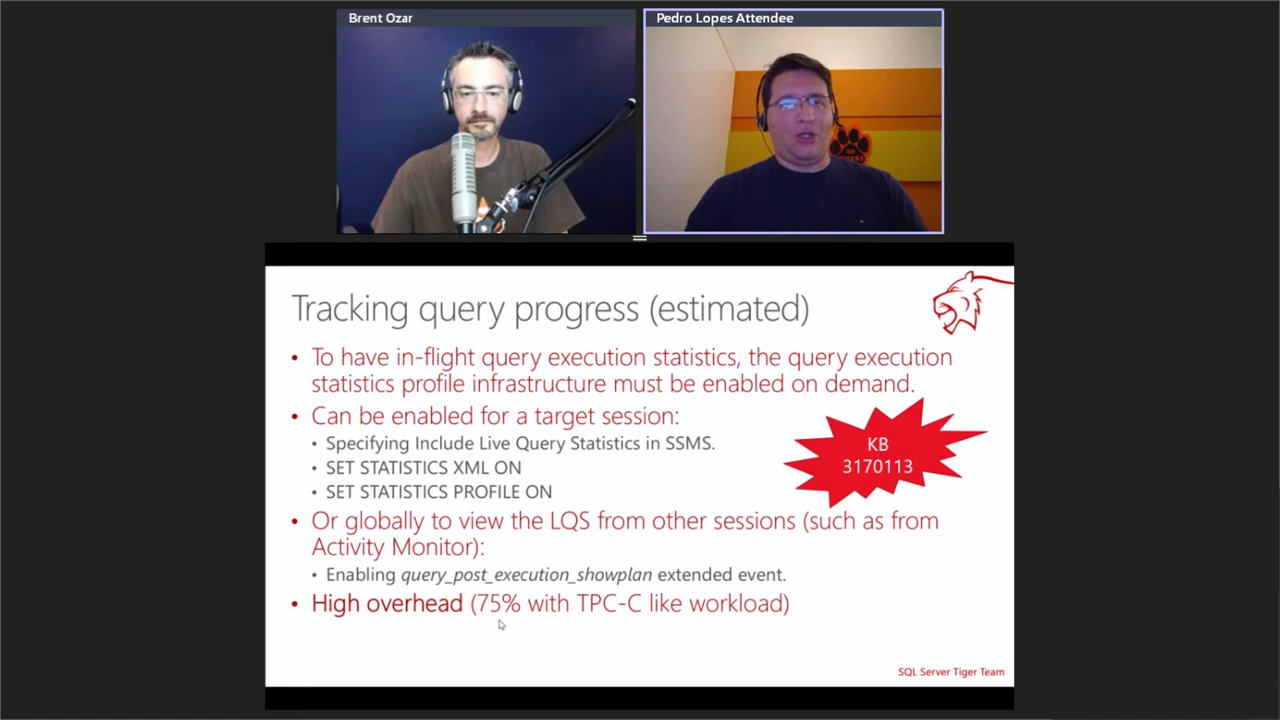 Brent Ozar
Pedro Lopes Attendee
Tracking query progress (estimated)
• To have in-flight query execution statistics, the query execution
statistics profile infrastructure must be enabled on demand.
• Can be enabled for a target session:
• Specifying Include Live Query Statistics in SSMS.
• SET STATISTICS XML ON
• SET STATISTICS PROFILE ON
KB
3170113
• Or globally to view the LQS from other sessions (such as from
Activity Monitor):
• Enabling query_post_execution_showplan extended event.
• High overhead (75% with TPC-C like workload)
SQL Server Tiger Team